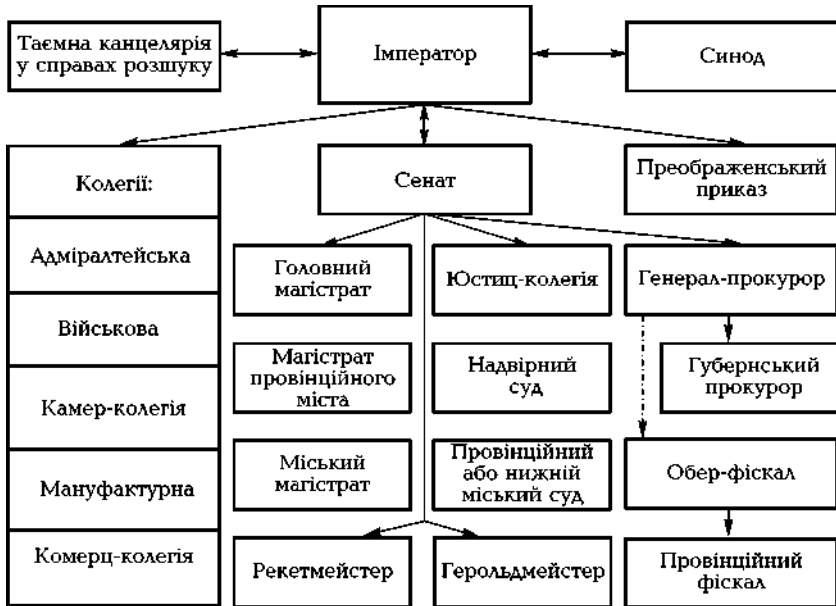 Таємна канцелярія
у справах розшуку
Імператор
Синод
Колегії:
Адміралтейська
Військова
Камер-колегія
Мануфактурна
Комерц-колегія
Сенат
Преображенський
приказ
Головний
магістрат
Юстиц-колегія
Генерал-прокурор
Магістрат
провінційного
міста
Надвірний
суд
Губернський
прокурор
Міський
магістрат
Провінційний
або нижній
міський суд
Обер-фіскал
Рекетмейстер
Герольдмейстер
Провінційний
фіскал